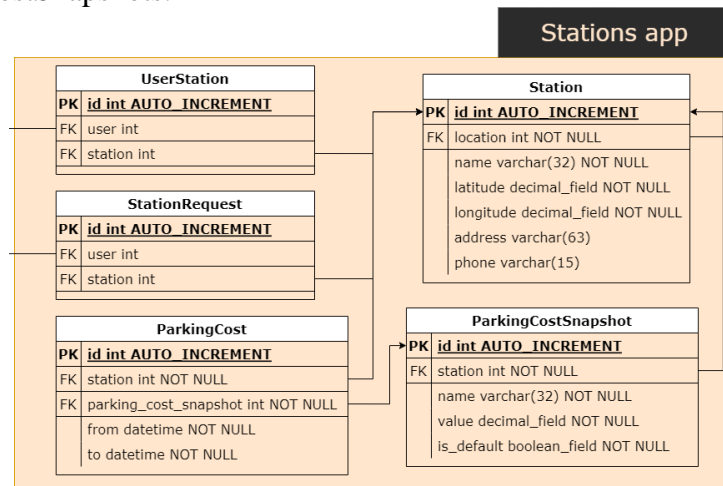 Stations app
UserStation
PK id int AUTO_INCREMENT
FK user int
FK station int
StationRequest
PK id int AUTO_INCREMENT
FK user int
FK station int
ParkingCost
PK id int AUTO_INCREMENT
FK station int NOT NULL
FK parking_cost_snapshot int NOT NULL
from datetime NOT NULL
to datetime NOT NULL
Station
PK id int AUTO_INCREMENT
FK location int NOT NULL
name varchar(32) NOT NULL
latitude decimal_field NOT NULL
longitude decimal_field NOT NULL
address varchar(63)
phone varchar(15)
ParkingCostSnapshot
PK id int AUTO_INCREMENT
FK station int NOT NULL
name varchar(32) NOT NULL
value decimal_field NOT NULL
is_default boolean_field NOT NULL